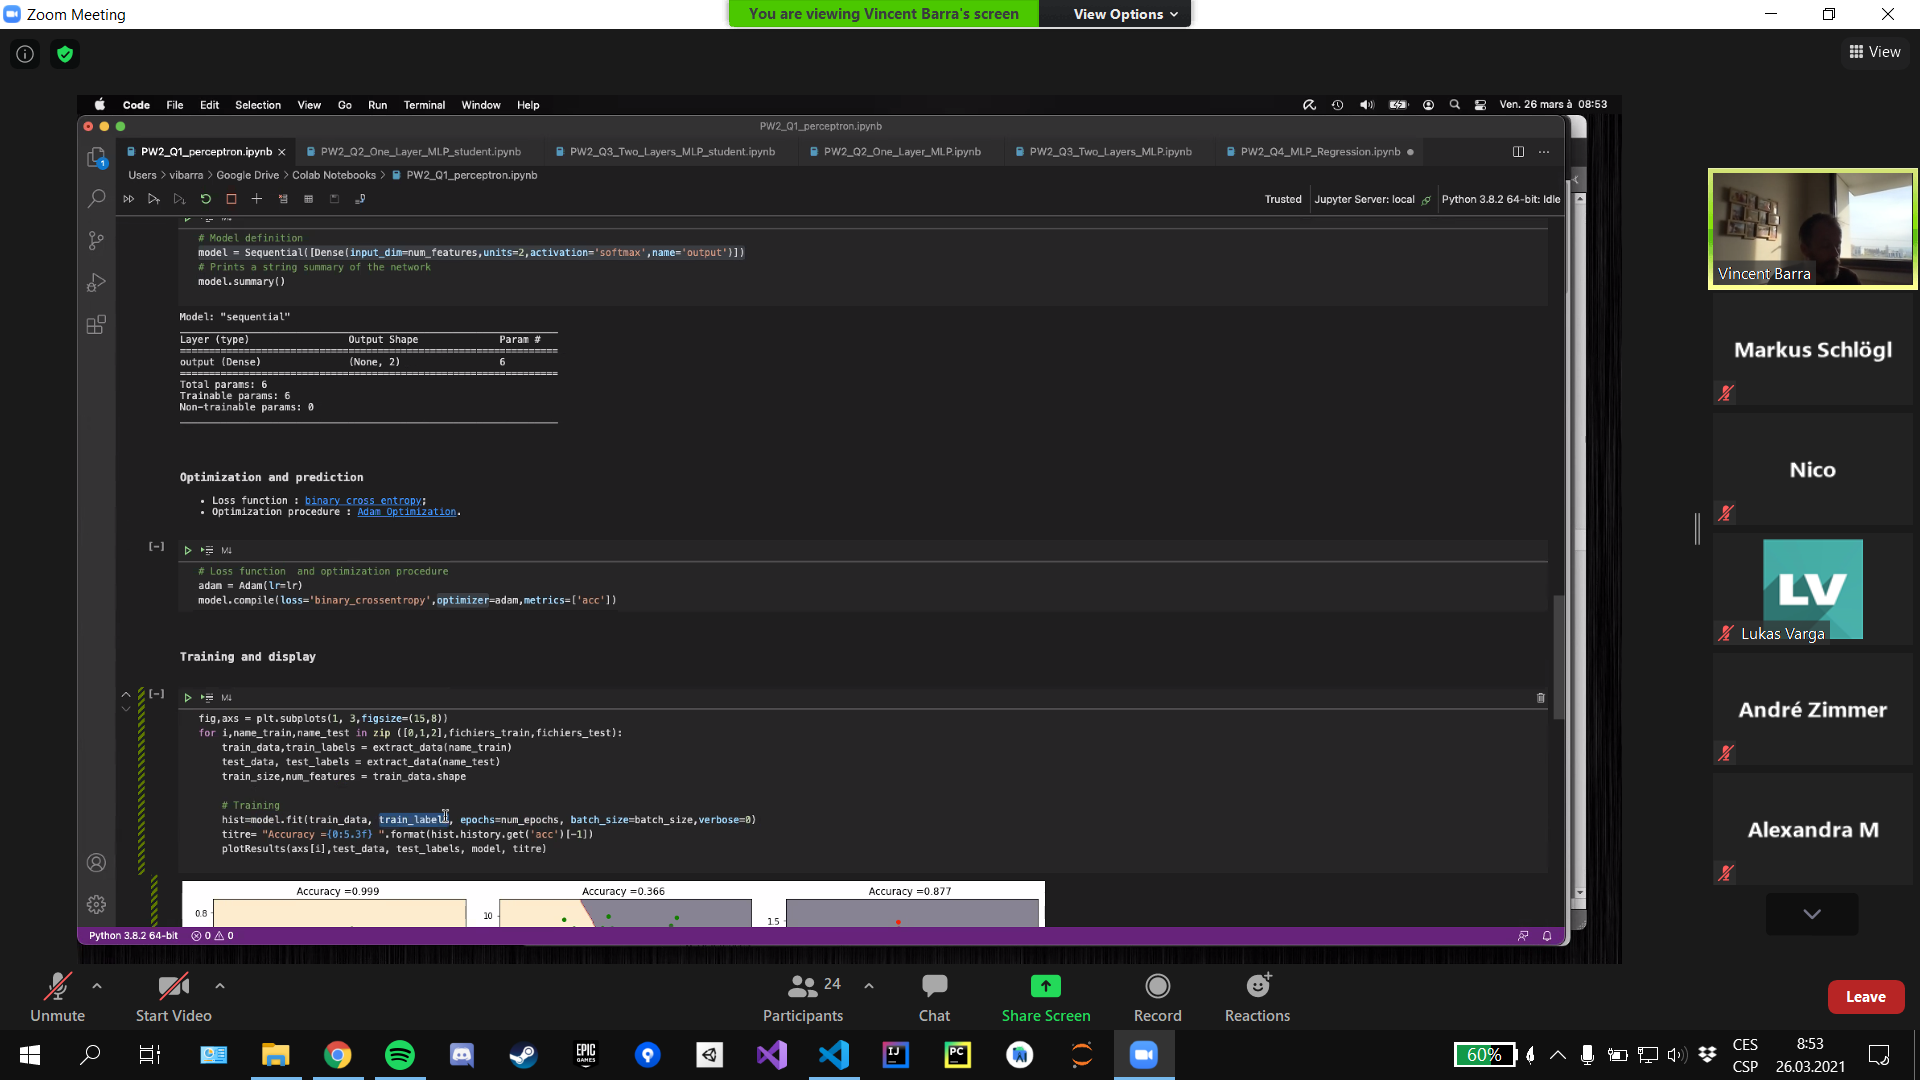 Zoom Meeting
You are viewing Vincent Barra's screen
View Options
View
Code File Edit Selection View Go Run Terminal Window Help
Ven. 26 mars à 08:53
PW2_Q1_perceptron.ipynb
PW2_Q1_perceptron.ipynb
PW2_Q2_One_Layer_MLP_student.ipynb
PW2_Q3_Two_Layers_MLP_student.ipynb
PW2_Q2_One_Layer_MLP.ipynb
PW2_Q3_Two_Layers_MLP.ipynb
PW2_Q4_MLP_Regression.ipynb
Users > vibarra > Google Drive > Colab Notebooks > PW2_Q1_perceptron.ipynb
Trusted
Jupyter Server: local
Python 3.8.2 64-bit: Idle
# Model definition
model = Sequential([Dense(input_dim=num_features,units=2,activation='softmax',name='output')])
# Prints a string summary of the network
model.summary()
Model: "sequential"
Layer (type) Output Shape Param #
output (Dense) (None, 2) 6
Total params: 6
Trainable params: 6
Non-trainable params: 0
Optimization and prediction
• Loss function : binary cross entropy;
• Optimization procedure : Adam Optimization.
[-]
M↓
# Loss function  and optimization procedure
adam = Adam(lr=lr)
model.compile(loss='binary_crossentropy',optimizer=adam,metrics=['acc'])
Training and display
[-]
M↓
fig,axs = plt.subplots(1, 3,figsize=(15,8))
for i,name_train,name_test in zip ([0,1,2],fichiers_train,fichiers_test):
train_data,train_labels = extract_data(name_train)
test_data, test_labels = extract_data(name_test)
train_size,num_features = train_data.shape
# Training
hist=model.fit(train_data, train_labels, epochs=num_epochs, batch_size=batch_size,verbose=0)
titre= "Accuracy ={0:5.3f} ".format(hist.history.get('acc')[-1])
plotResults(axs[i],test_data, test_labels, model, titre)
Accuracy =0.999
Accuracy =0.366
Accuracy =0.877
0.8
10
1.5
Python 3.8.2 64-bit
0
0
1
Vincent Barra
Markus Schlögl
Nico
LV
Lukas Varga
André Zimmer
Alexandra M
Unmute
Start Video
24
Participants
Chat
Share Screen
Record
Reactions
Leave
EPIC GAMES
IJ
PC
60%
CES
CSP
8:53
26.03.2021